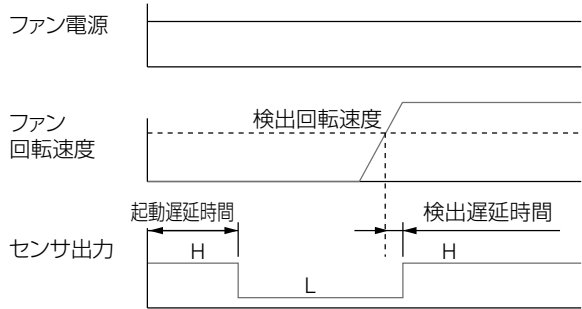 ファン電源
ファン
回転速度
検出回転速度
起動遅延時間
検出遅延時間
センサ出力
H
L
H